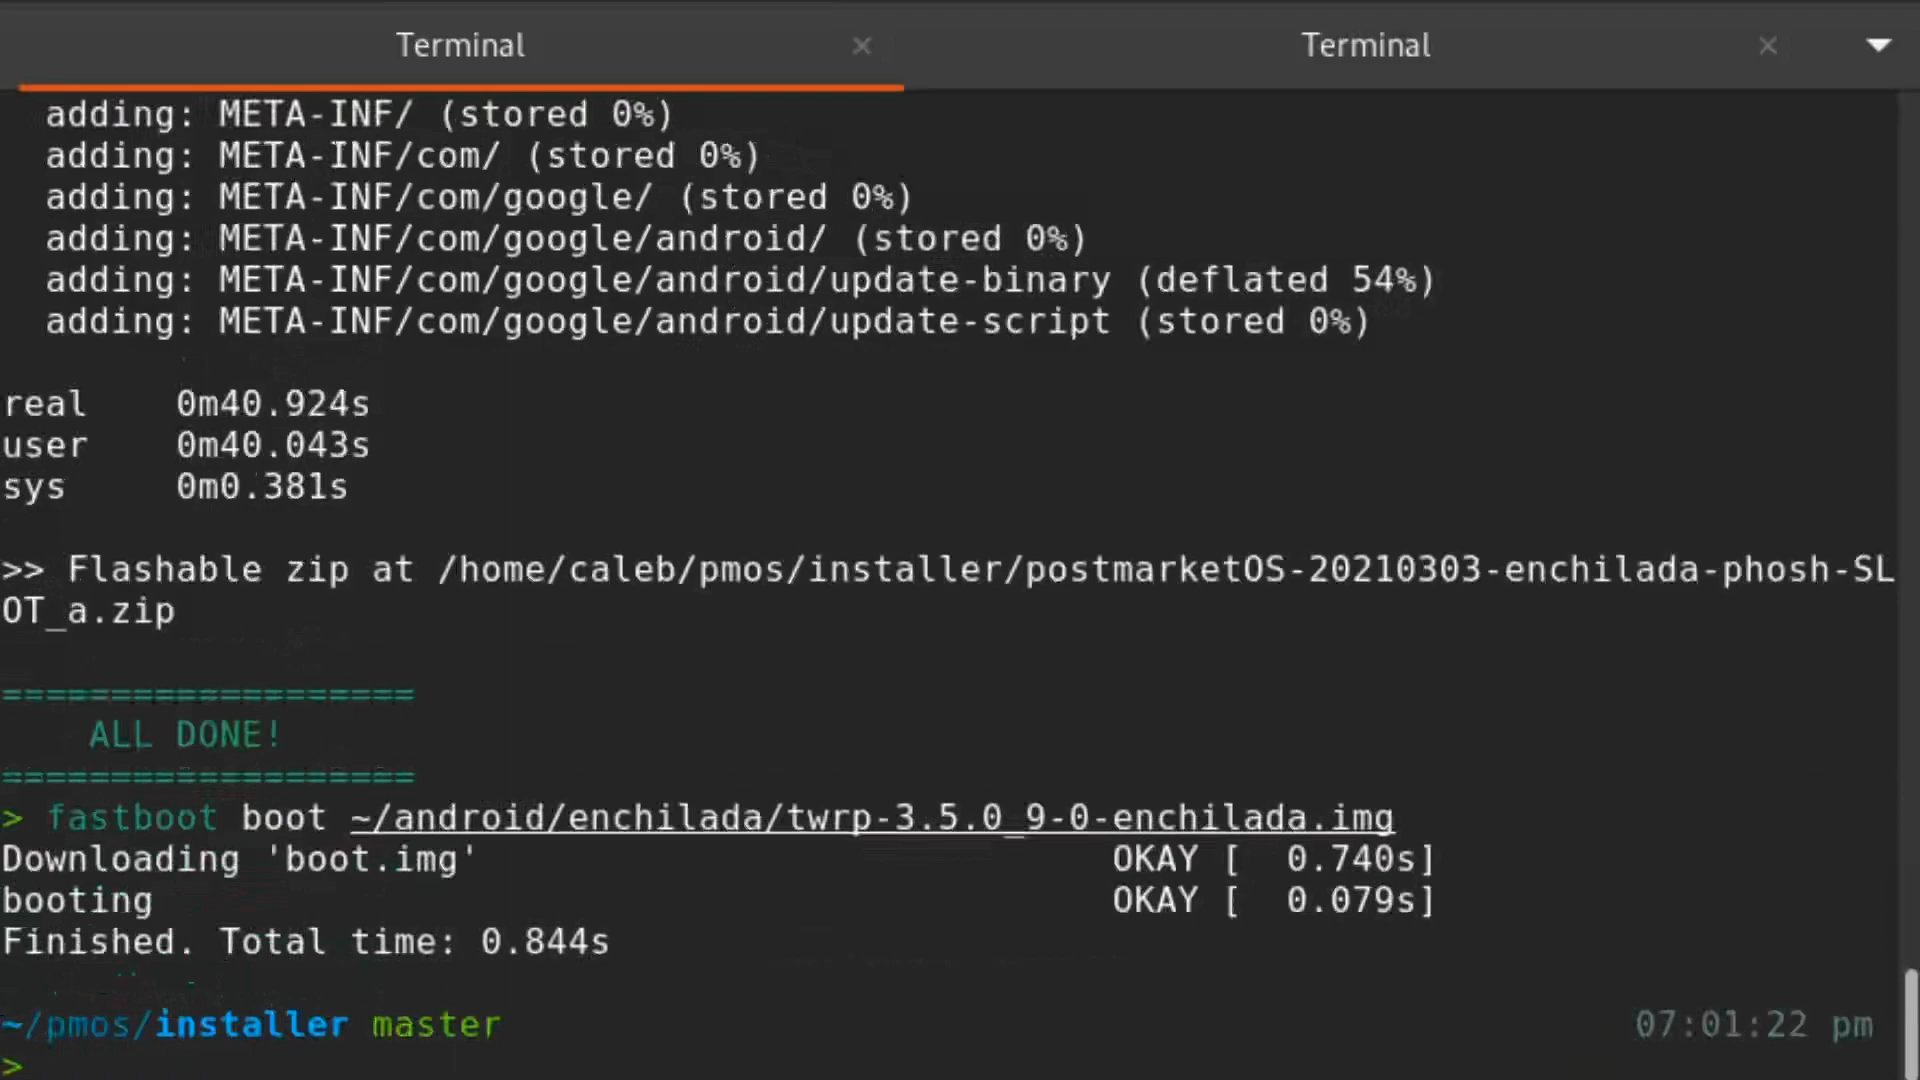 Terminal × Terminal ×
adding: META-INF/ (stored 0%)
adding: META-INF/com/ (stored 0%)
adding: META-INF/com/google/ (stored 0%)
adding: META-INF/com/google/android/ (stored 0%)
adding: META-INF/com/google/android/update-binary (deflated 54%)
adding: META-INF/com/google/android/update-script (stored 0%)
real 0m40.924s
user 0m40.043s
sys 0m0.381s
>> Flashable zip at /home/caleb/pmos/installer/postmarketOS-20210303-enchilada-phosh-SL
OT_a.zip
===================
ALL DONE!
===================
> fastboot boot ~/android/enchilada/twrp-3.5.0_9-0-enchilada.img
Downloading 'boot.img' OKAY [ 0.740s]
booting OKAY [ 0.079s]
Finished. Total time: 0.844s
~/pmos/installer master 07:01:22 pm
>